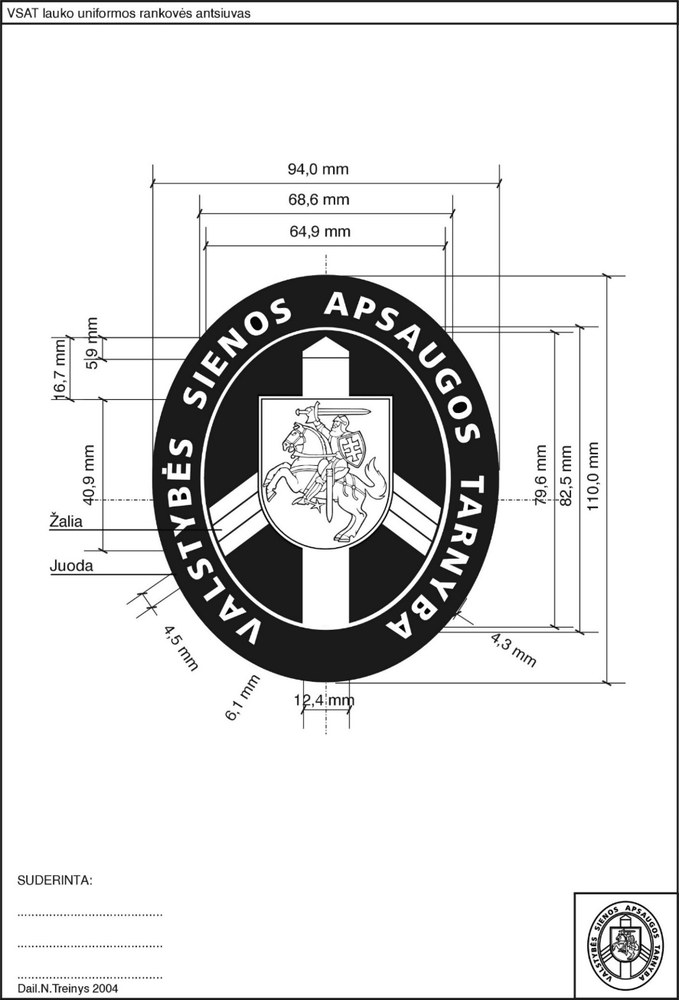 VSAT lauko uniformos rankovės antsiuvas
94,0 mm
68,6 mm
64,9 mm
5,9 mm
16,7 mm
40,9 mm
Žalia
Juoda
VALSTYBĖS SIENOS APSAUGOS TARNYBA
79,6 mm
82,5 mm
110,0 mm
4,5 mm
4,3 mm
6,1 mm
12,4 mm
SUDERINTA:
..........................................
..........................................
..........................................
Dail.N.Treinys 2004
VALSTYBĖS SIENOS APSAUGOS TARNYBA